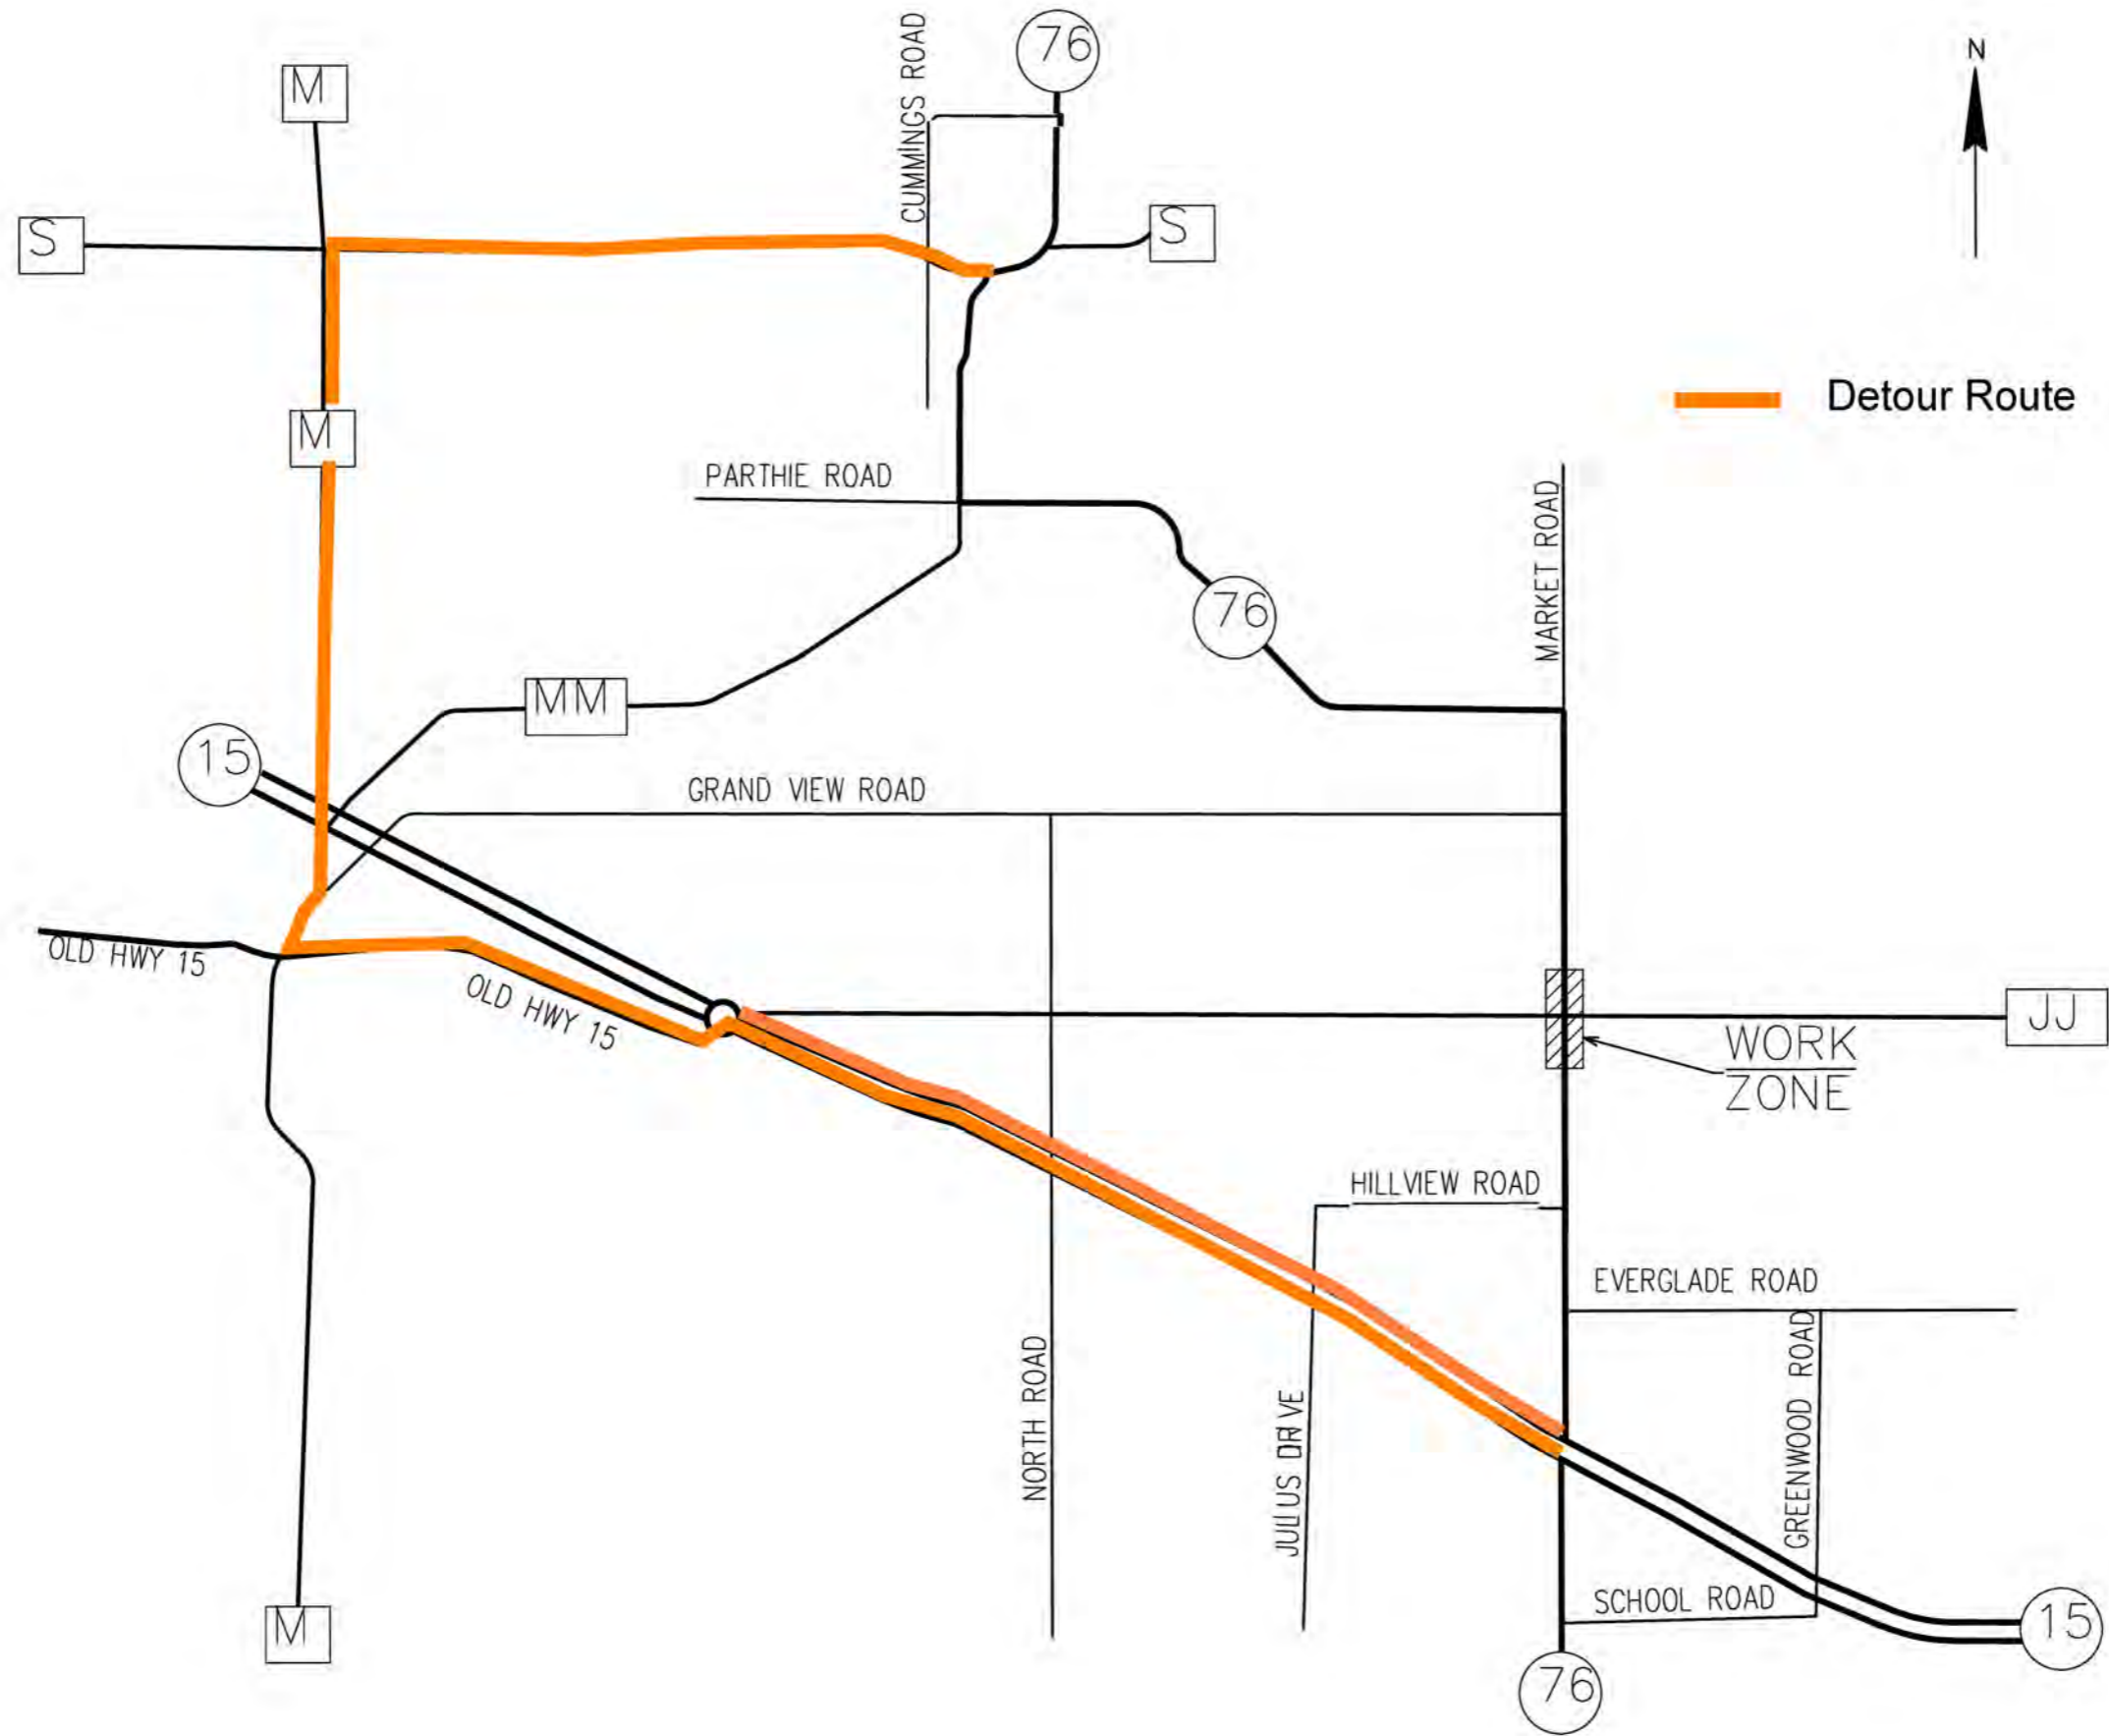 CUMMINGS ROAD
76
N
M
S
S
Detour Route
M
PARTHIE ROAD
MARKET ROAD
76
MM
15
GRAND VIEW ROAD
OLD HWY 15
OLD HWY 15
JJ
WORK
ZONE
HILLVIEW ROAD
EVERGLADE ROAD
NORTH ROAD
JULIUS DRIVE
GREENWOOD ROAD
SCHOOL ROAD
M
15
76